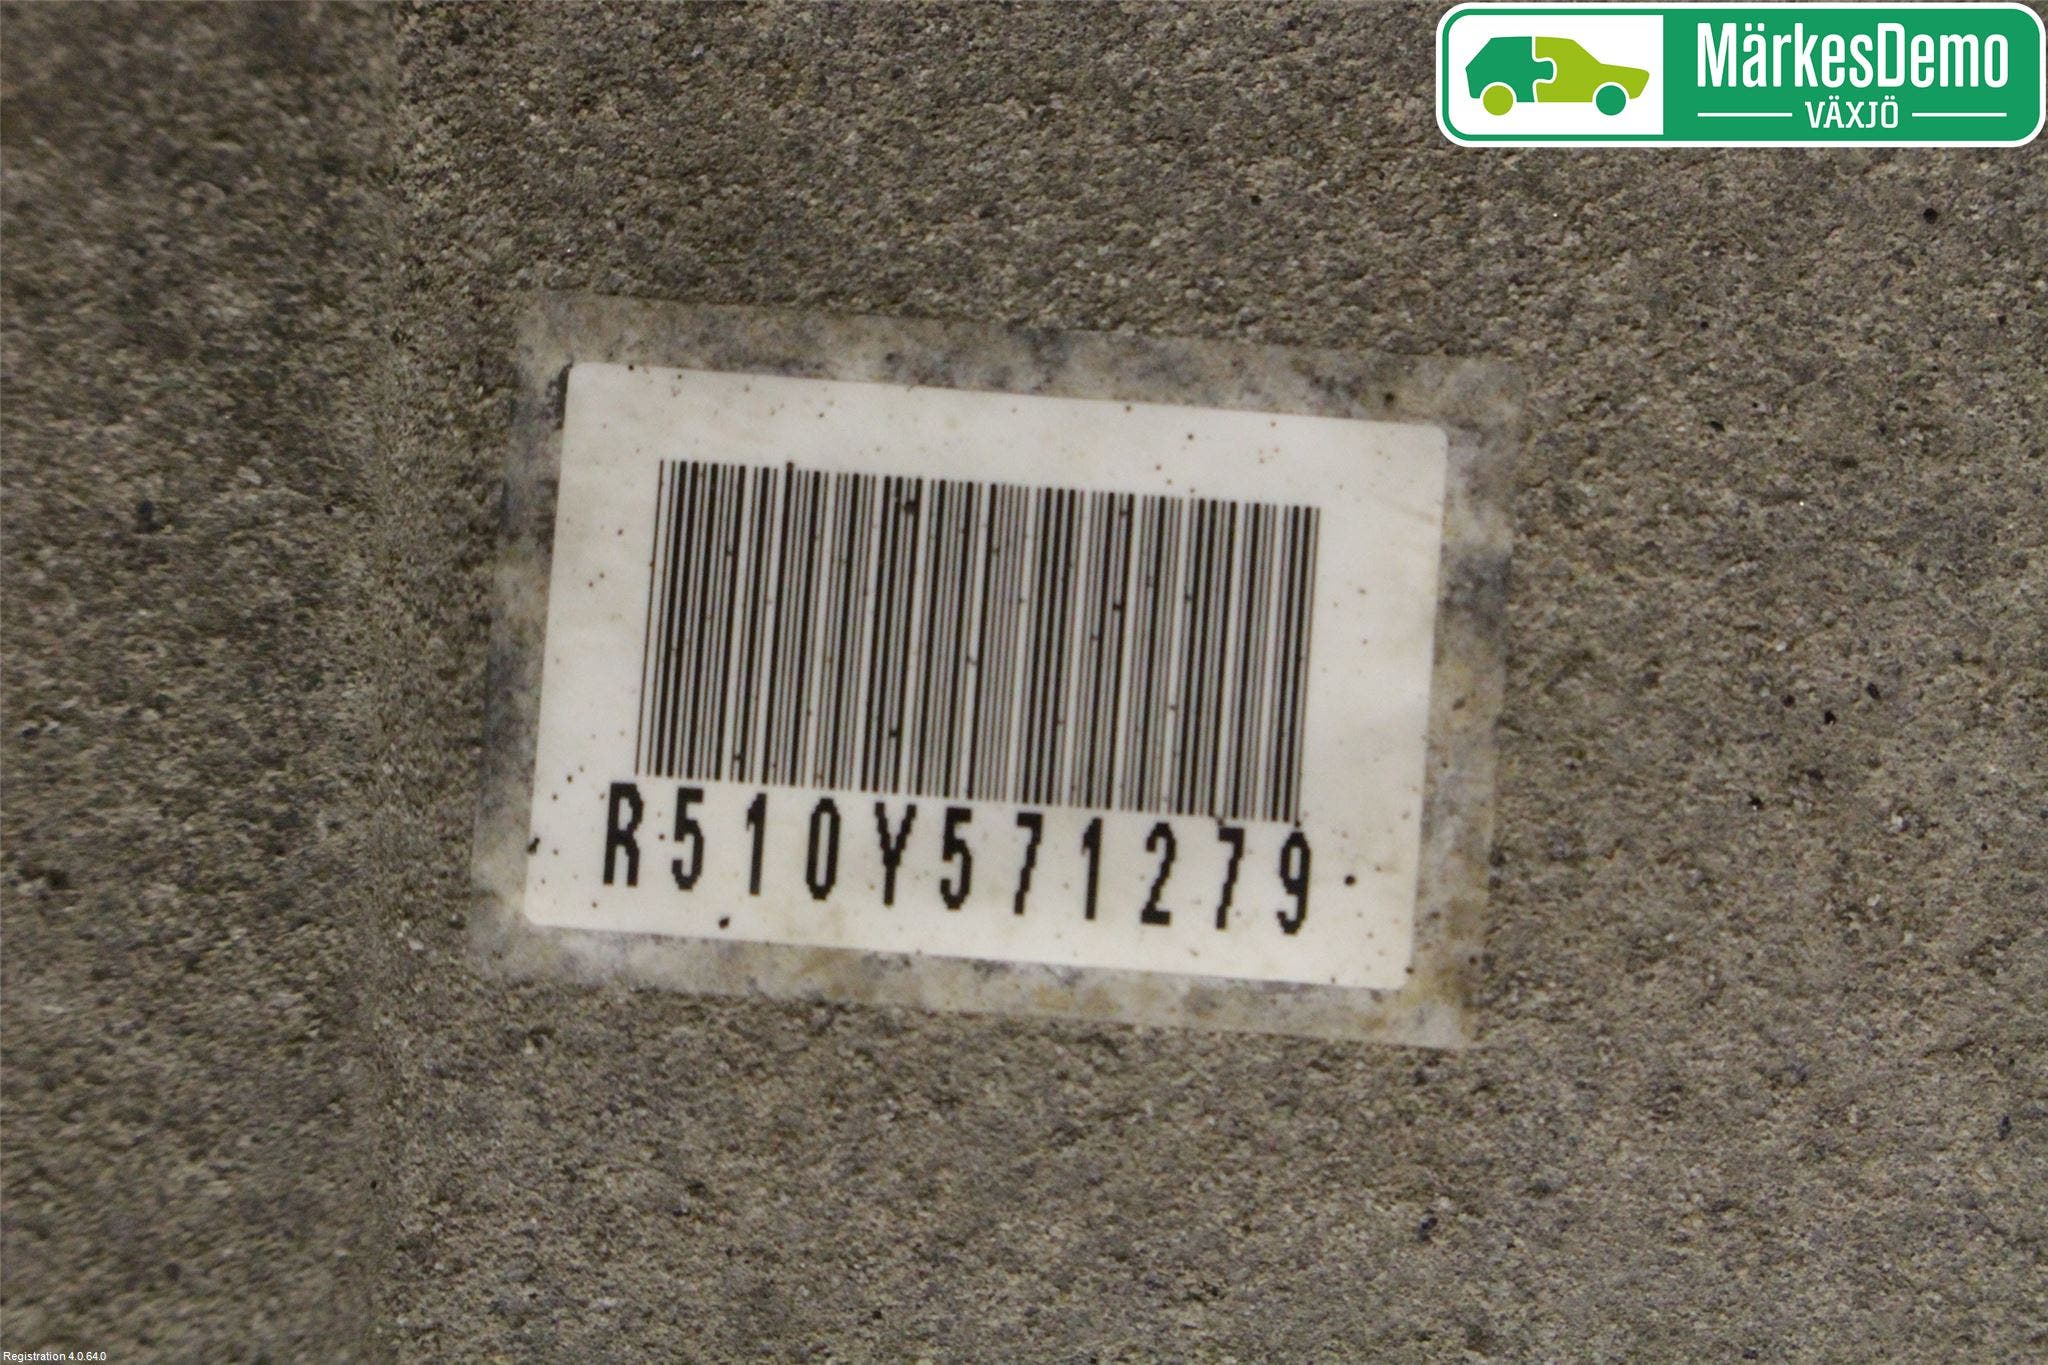 MärkesDemo
VÄXJÖ
R510Y571279
Registration 4.0.64.0